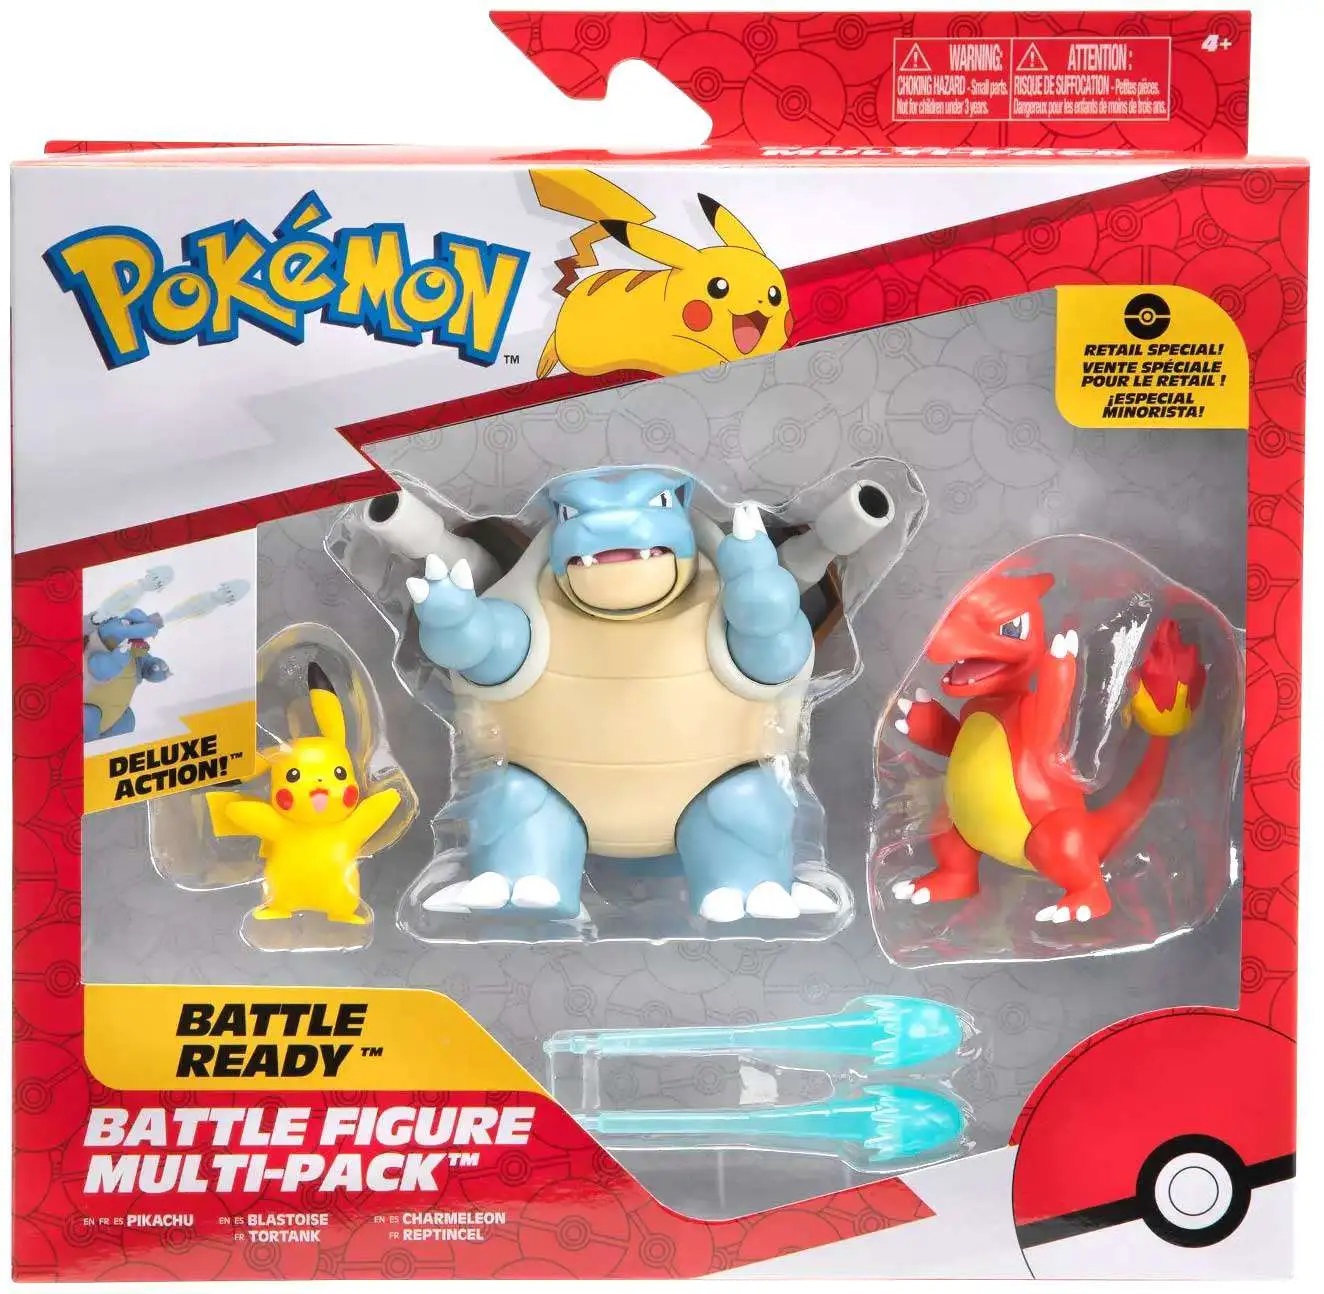 WARNING:
CHOKING HAZARD - Small parts.
Not for children under 3 years.
ATTENTION :
RISQUE DE SUFFOCATION - Petites pièces.
Dangereux pour les enfants de moins de trois ans.
4+
MULTI-PACK
POKéMON
TM
RETAIL SPECIAL!
VENTE SPÉCIALE
POUR LE RETAIL !
¡ESPECIAL
MINORISTA!
DELUXE
ACTION!™
BATTLE
READY™
BATTLE FIGURE
MULTI-PACK™
EN FR ES PIKACHU
EN ES BLASTOISE
FR TORTANK
EN ES CHARMELEON
FR REPTINCEL